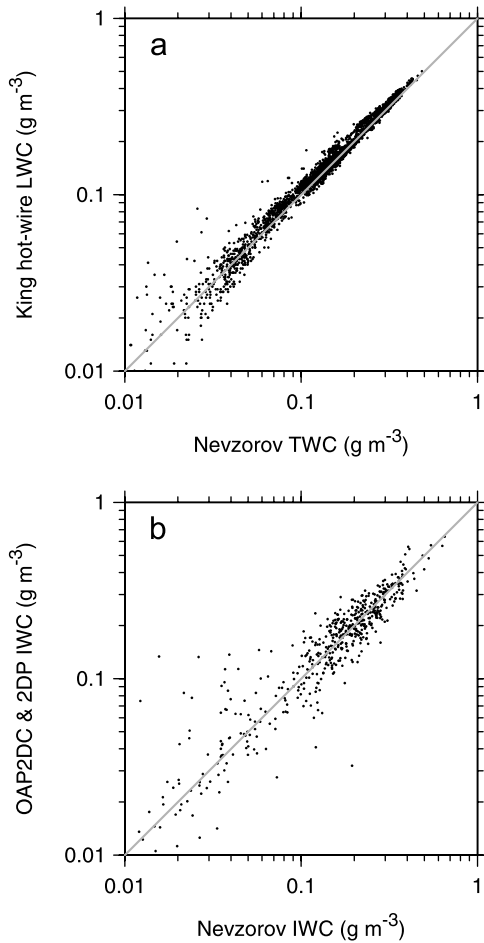 a
1
0.1
0.01
King hot-wire LWC (g m-3)
0.01 0.1 1
Nevzorov TWC (g m-3)
b
1
0.1
0.01
OAP2DC & 2DP IWC (g m-3)
0.01 0.1 1
Nevzorov IWC (g m-3)